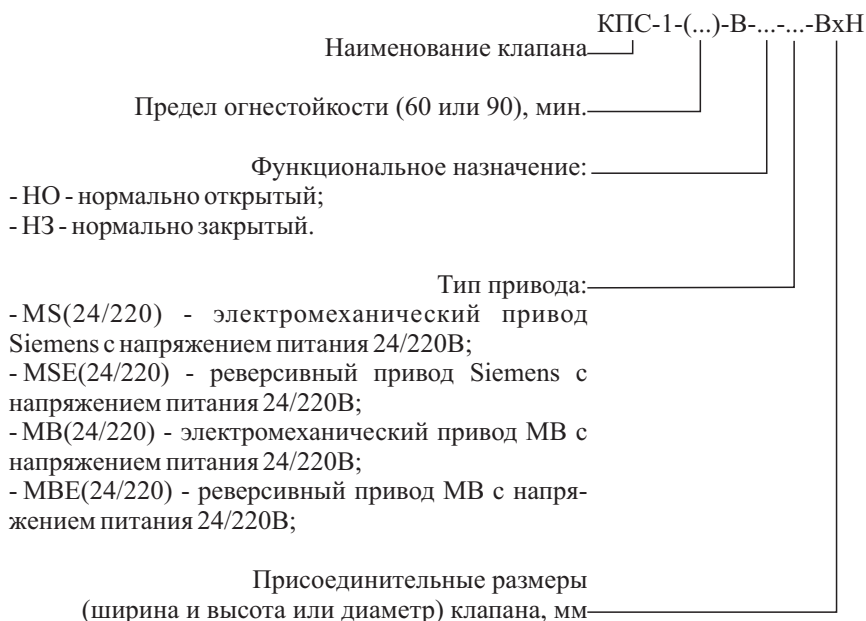 КПС-1-(...)-В-...-...-ВхН
Наименование клапана
Предел огнестойкости (60 или 90), мин.
Функциональное назначение:
- НО - нормально открытый;
- НЗ - нормально закрытый.
Тип привода:
- MS(24/220) - электромеханический привод
Siemens с напряжением питания 24/220В;
- MSE(24/220) - реверсивный привод Siemens с
напряжением питания 24/220В;
- MB(24/220) - электромеханический привод МВ с
напряжением питания 24/220В;
- MBE(24/220) - реверсивный привод МВ с напря-
жением питания 24/220В;
Присоединительные размеры
(ширина и высота или диаметр) клапана, мм